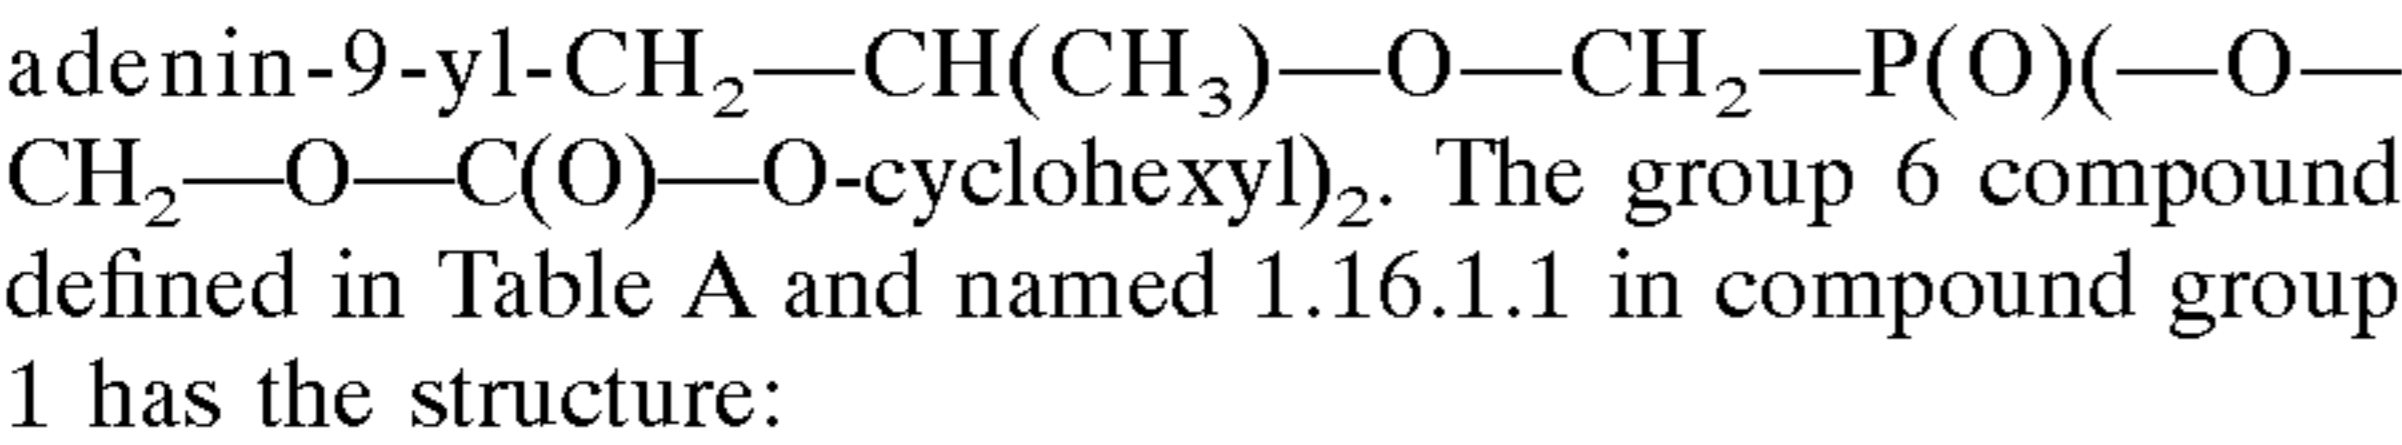 adenin-9-yl-CH₂—CH(CH₃)—O—CH₂—P(O)(—O—
CH₂—O—C(O)—O-cyclohexyl)₂. The group 6 compound
defined in Table A and named 1.16.1.1 in compound group
1 has the structure: